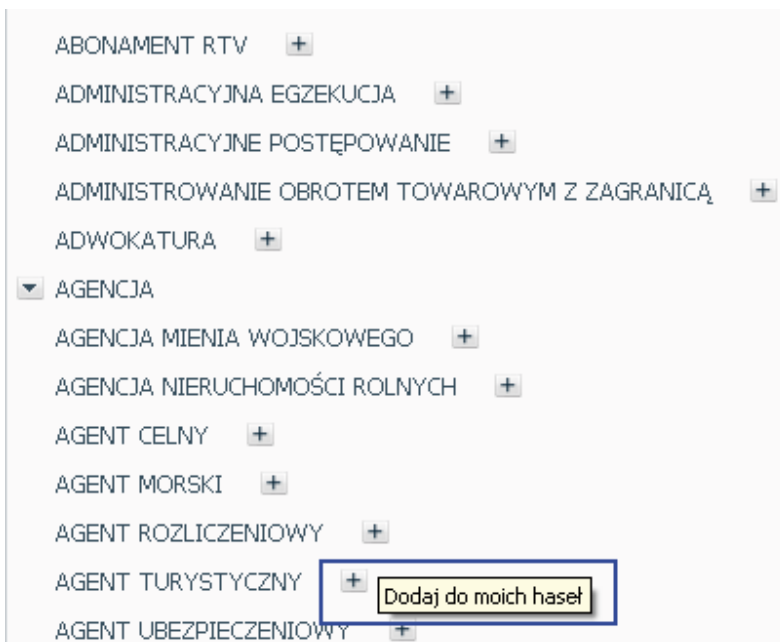 ABONAMENT RTV +
ADMINISTRACYJNA EGZEKUCJA +
ADMINISTRACYJNE POSTĘPOWANIE +
ADMINISTROWANIE OBROTEM TOWAROWYM Z ZAGRANICĄ +
ADWOKATURA +
AGENCJA
AGENCJA MIENIA WOJSKOWEGO +
AGENCJA NIERUCHOMOŚCI ROLNYCH +
AGENT CELNY +
AGENT MORSKI +
AGENT ROZLICZENIOWY +
AGENT TURYSTYCZNY +
Dodaj do moich haseł
AGENT UBEZPIECZENIOWY +